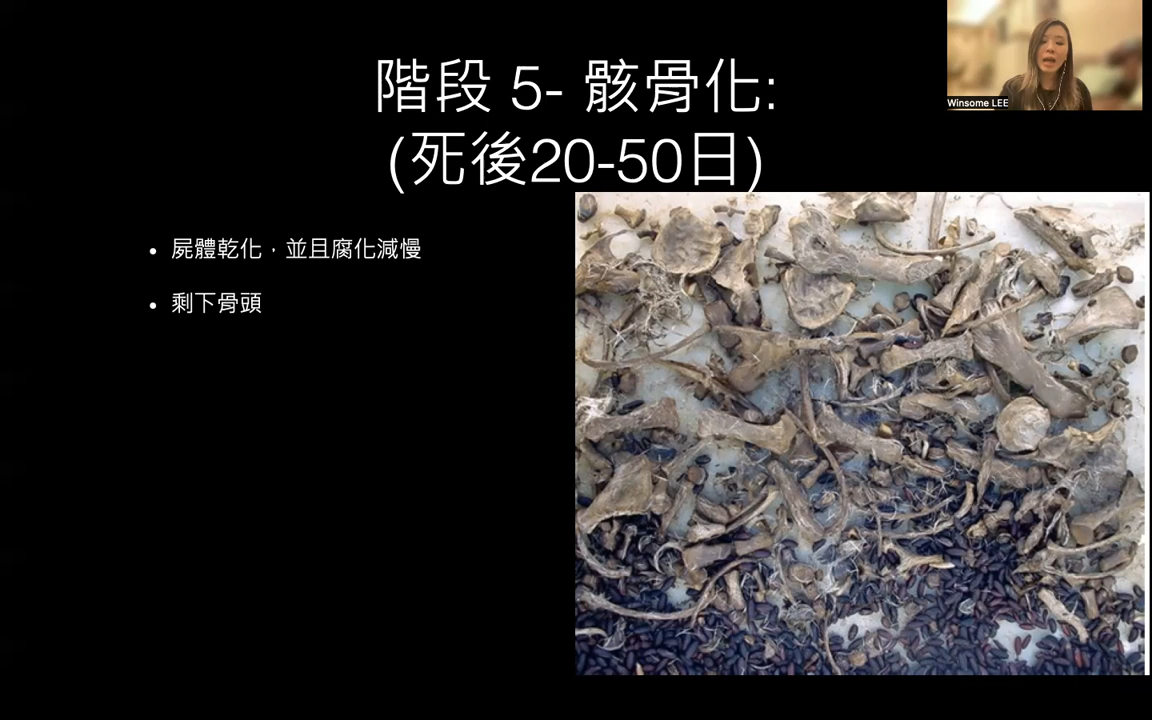 階段 5- 骸骨化:
(死後20-50日)
Winsome LEE
• 屍體乾化，並且腐化減慢
• 剩下骨頭